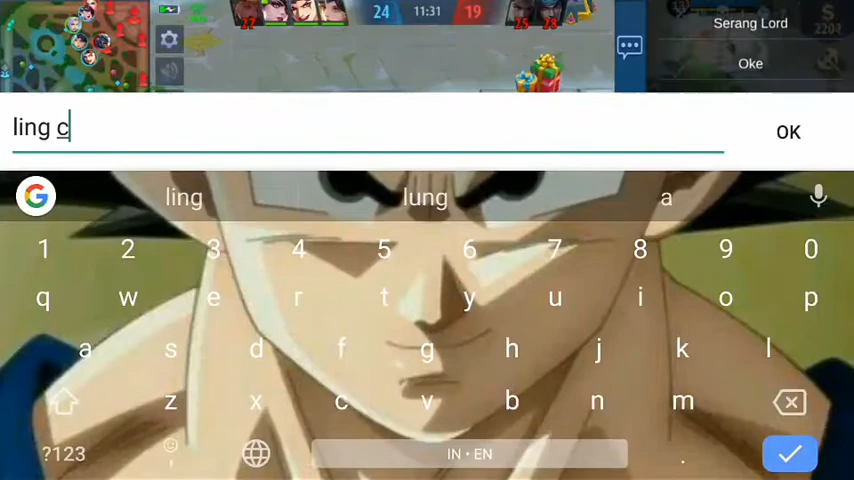 24 11:31 19
Serang Lord
Oke
ling c
OK
ling lung a
1 2 3 4 5 6 7 8 9 0
q w e r t y u i o p
a s d f g h j k l
z x c v b n m
?123 , IN • EN .